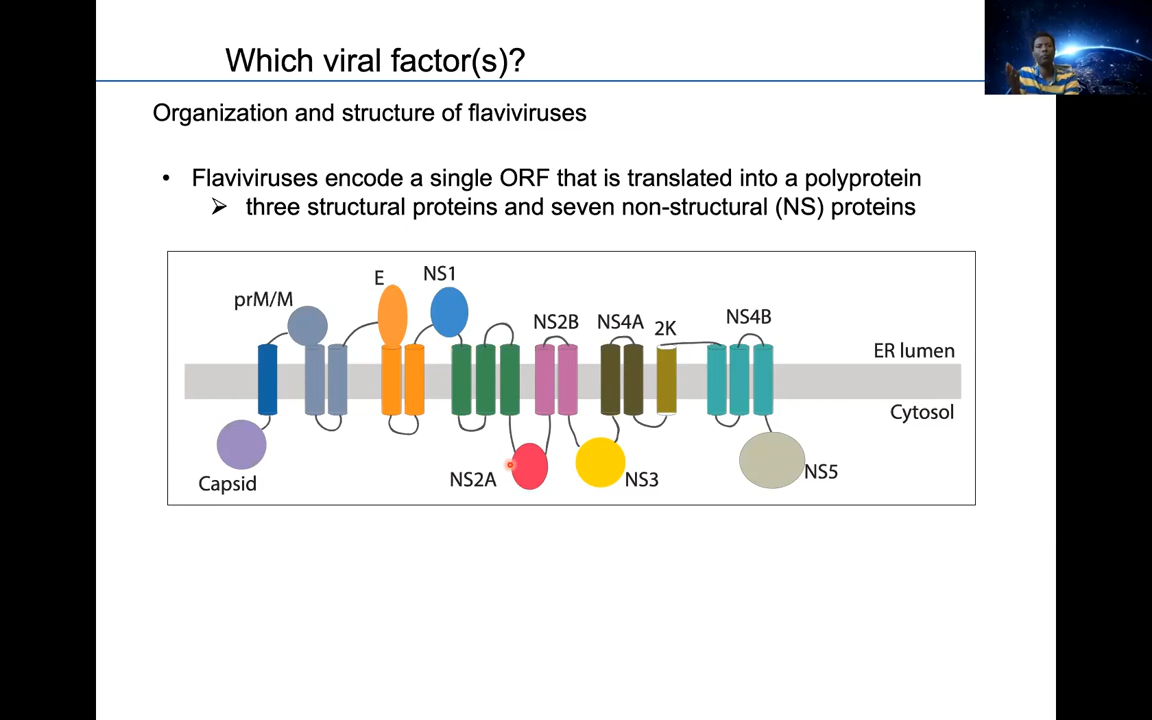 Which viral factor(s)?
Organization and structure of flaviviruses
• Flaviviruses encode a single ORF that is translated into a polyprotein
➢ three structural proteins and seven non-structural (NS) proteins
E
NS1
prM/M
NS2B
NS4A
2K
NS4B
ER lumen
Cytosol
Capsid
NS2A
NS3
NS5